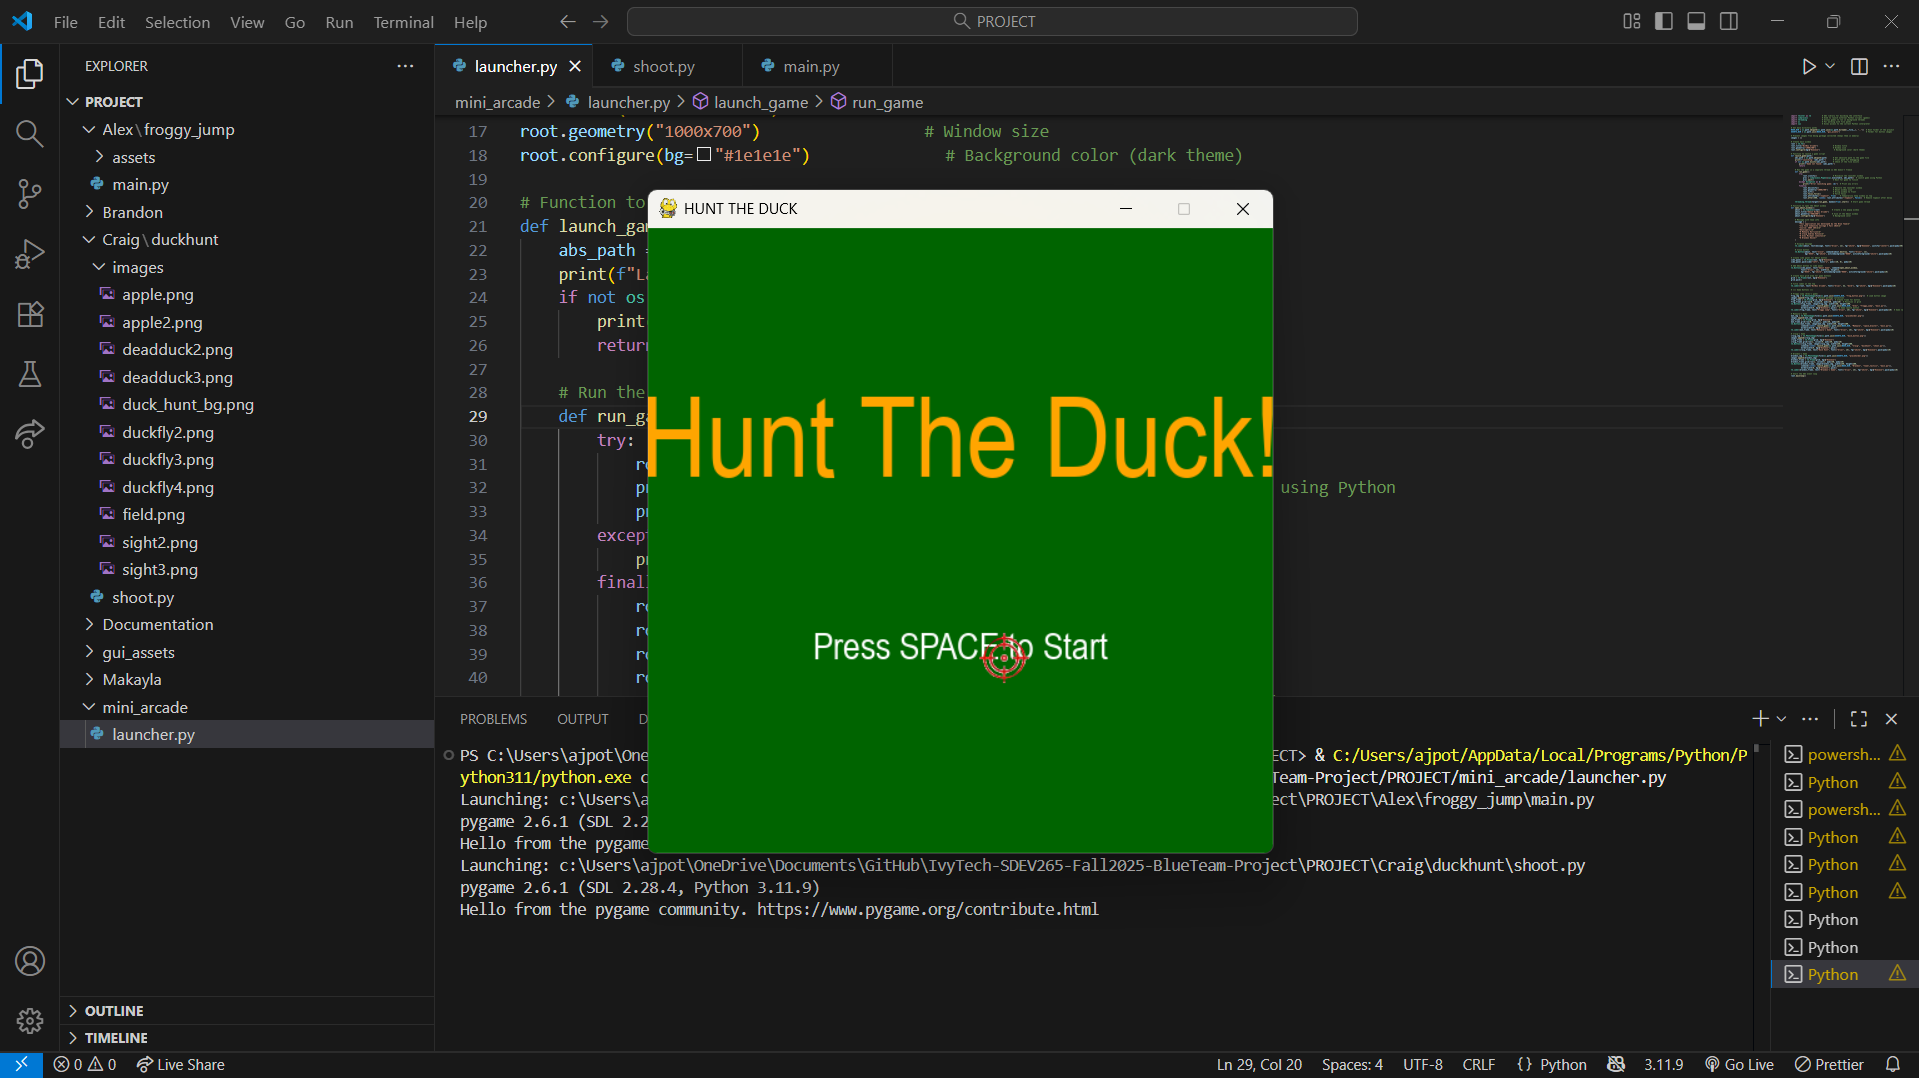 File Edit Selection View Go Run Terminal Help
PROJECT
EXPLORER
PROJECT
Alex\froggy_jump
assets
main.py
Brandon
Craig\duckhunt
images
apple.png
apple2.png
deadduck2.png
deadduck3.png
duck_hunt_bg.png
duckfly2.png
duckfly3.png
duckfly4.png
field.png
sight2.png
sight3.png
shoot.py
Documentation
gui_assets
Makayla
mini_arcade
launcher.py
OUTLINE
TIMELINE
launcher.py shoot.py main.py
mini_arcade > launcher.py > launch_game > run_game
17 root.geometry("1000x700") # Window size
18 root.configure(bg="#1e1e1e") # Background color (dark theme)
19
20 # Function to
21 def launch_ga
22 abs_path =
23 print(f"La
24 if not os
25 print
26 return
27
28 # Run the
29 def run_ga
30 try:
31 ro
32 pr using Python
33 pr
34 except
35 pr
36 final
37 ro
38 ro
39 ro
40 ro
HUNT THE DUCK
Hunt The Duck!
Press SPACE to Start
PROBLEMS OUTPUT D
PS C:\Users\ajpot\One ECT> & C:/Users/ajpot/AppData/Local/Programs/Python/P
ython311/python.exe c Team-Project/PROJECT/mini_arcade/launcher.py
Launching: c:\Users\a ect\PROJECT\Alex\froggy_jump\main.py
pygame 2.6.1 (SDL 2.2
Hello from the pygame
Launching: c:\Users\ajpot\OneDrive\Documents\GitHub\IvyTech-SDEV265-Fall2025-BlueTeam-Project\PROJECT\Craig\duckhunt\shoot.py
pygame 2.6.1 (SDL 2.28.4, Python 3.11.9)
Hello from the pygame community. https://www.pygame.org/contribute.html
powersh...
Python
powersh...
Python
Python
Python
Python
Python
Python
0 0 Live Share Ln 29, Col 20 Spaces: 4 UTF-8 CRLF {} Python 3.11.9 Go Live Prettier